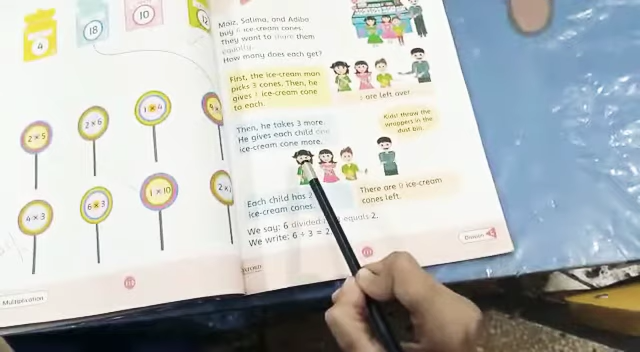 4
18
10
12
2×5
2×6
1×4
4×3
6×3
1×10
2×
Multiplication
Moiz, Salima, and Adiba
buy 6 ice cream cones.
they want to share them
equally.
How many does each get?
First, the ice-cream man
picks 3 cones. Then, he
gives 1 ice-cream cone
to each.
are left over
Then, he takes 3 more.
He gives each child one
ice-cream cone more.
Kids! throw the
wrappers in the
dust bin.
Each child has 2
ice-cream cones.
There are 0 ice-cream
cones left.
We say: 6 divided equals 2.
We write: 6 ÷ 3 = 2
Division